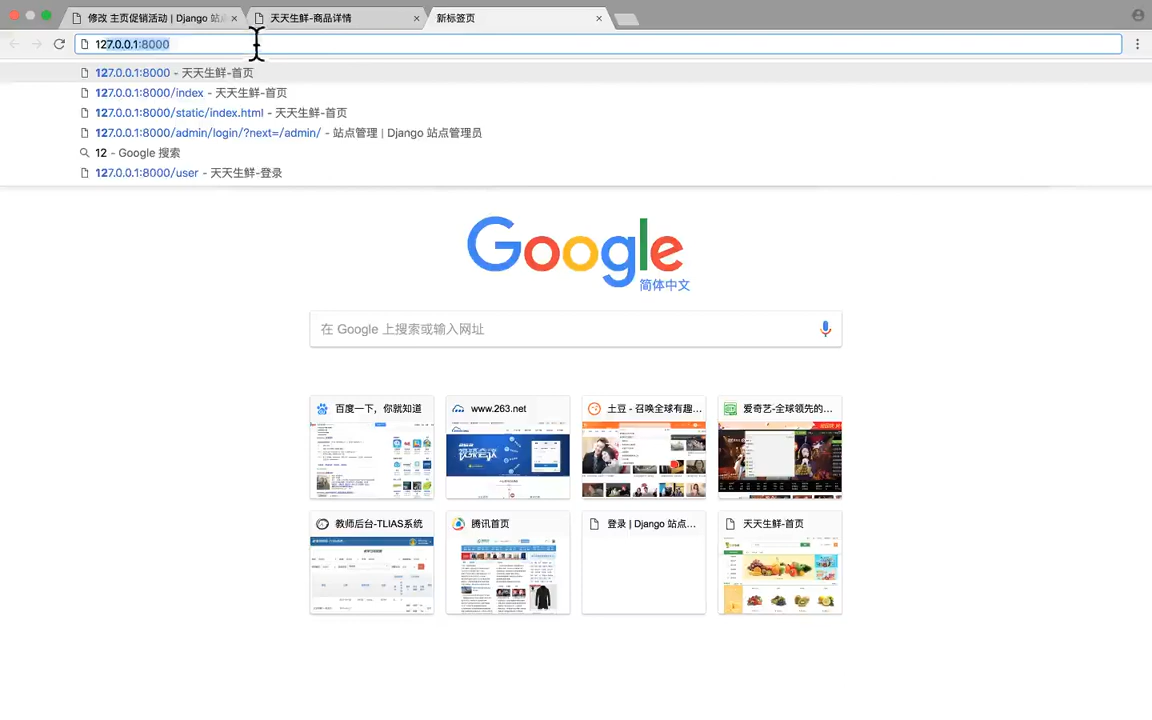 修改 主页促销活动 | Django 站点
天天生鲜-商品详情
新标签页
127.0.0.1:8000
127.0.0.1:8000 - 天天生鲜-首页
127.0.0.1:8000/index - 天天生鲜-首页
127.0.0.1:8000/static/index.html - 天天生鲜-首页
127.0.0.1:8000/admin/login/?next=/admin/ - 站点管理 | Django 站点管理员
12 - Google 搜索
127.0.0.1:8000/user - 天天生鲜-登录
Google
简体中文
在 Google 上搜索或输入网址
百度一下，你就知道
www.263.net
土豆 - 召唤全球有趣...
爱奇艺-全球领先的...
视频会议
教师后台-TLIAS系统
腾讯首页
登录 | Django 站点...
天天生鲜-首页